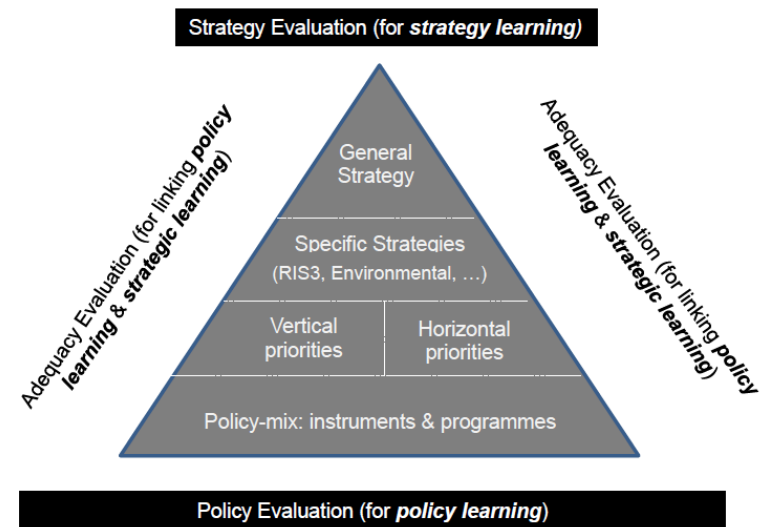 Strategy Evaluation (for strategy learning)
Adequacy Evaluation (for linking policy
learning & strategic learning)
Adequacy Evaluation (for linking policy
learning & strategic learning)
General
Strategy
Specific Strategies
(RIS3, Environmental, …)
Vertical
priorities
Horizontal
priorities
Policy-mix: instruments & programmes
Policy Evaluation (for policy learning)